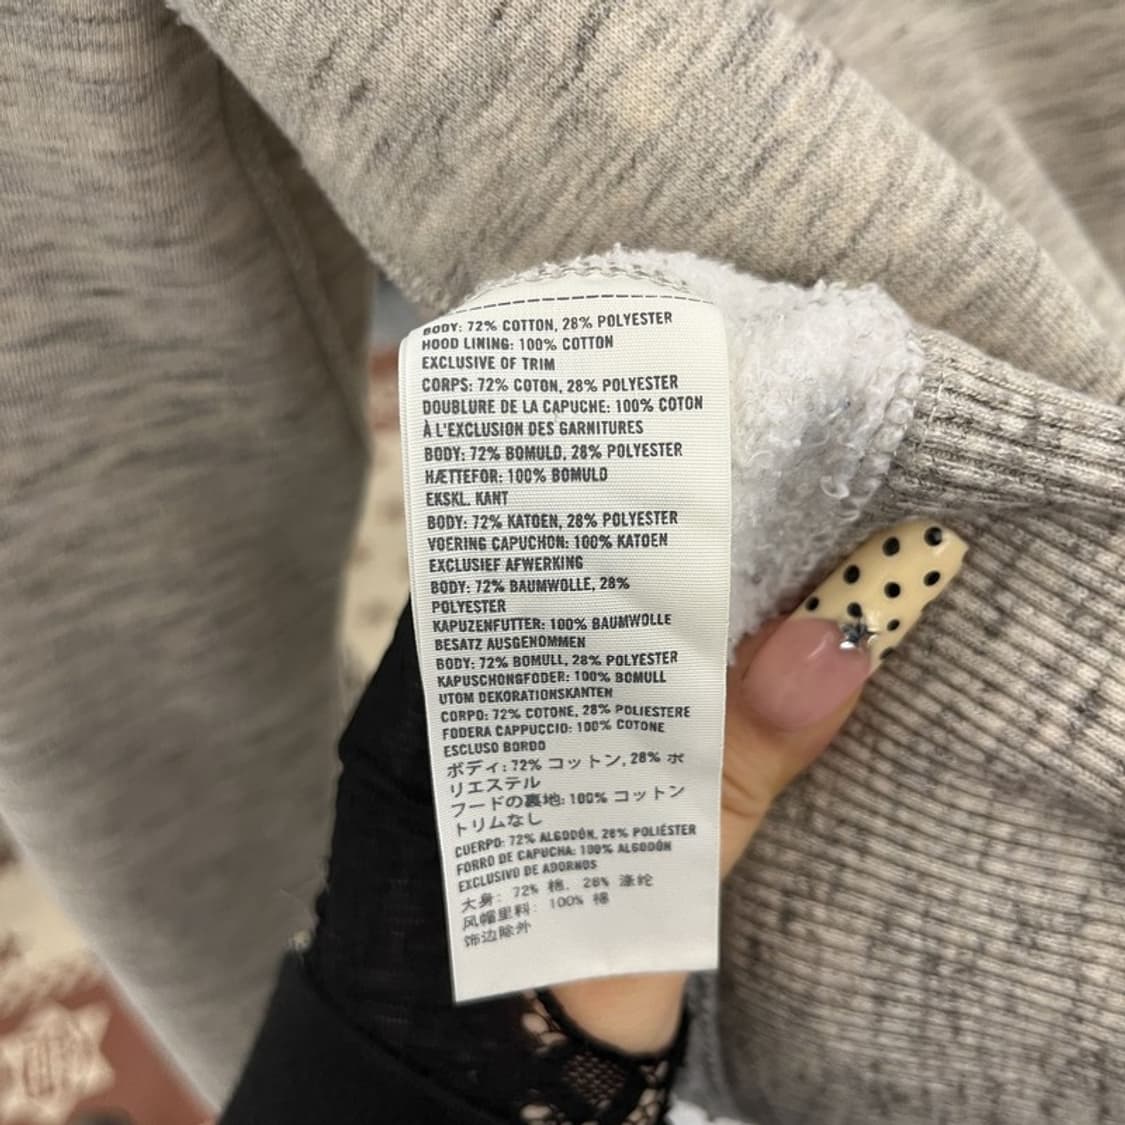 BODY: 72% COTTON, 28% POLYESTER
HOOD LINING: 100% COTTON
EXCLUSIVE OF TRIM
CORPS: 72% COTON, 28% POLYESTER
DOUBLURE DE LA CAPUCHE: 100% COTON
À L'EXCLUSION DES GARNITURES
BODY: 72% BOMULD, 28% POLYESTER
HÆTTEFOR: 100% BOMULD
EKSKL. KANT
BODY: 72% KATOEN, 28% POLYESTER
VOERING CAPUCHON: 100% KATOEN
EXCLUSIEF AFWERKING
BODY: 72% BAUMWOLLE, 28%
POLYESTER
KAPUZENFUTTER: 100% BAUMWOLLE
BESATZ AUSGENOMMEN
BODY: 72% BOMULL, 28% POLYESTER
KAPUSCHONGFODER: 100% BOMULL
UTOM DEKORATIONSKANTEN
CORPO: 72% COTONE, 28% POLIESTERE
FODERA CAPPUCCIO: 100% COTONE
ESCLUSO BORDO
ボディ: 72% コットン, 28% ポ
リエステル
フードの裏地: 100% コットン
トリムなし
CUERPO: 72% ALGODÓN, 28% POLIÉSTER
FORRO DE CAPUCHA: 100% ALGODÓN
EXCLUSIVO DE ADORNOS
大身: 72% 棉, 28% 涤纶
风帽里料: 100% 棉
饰边除外